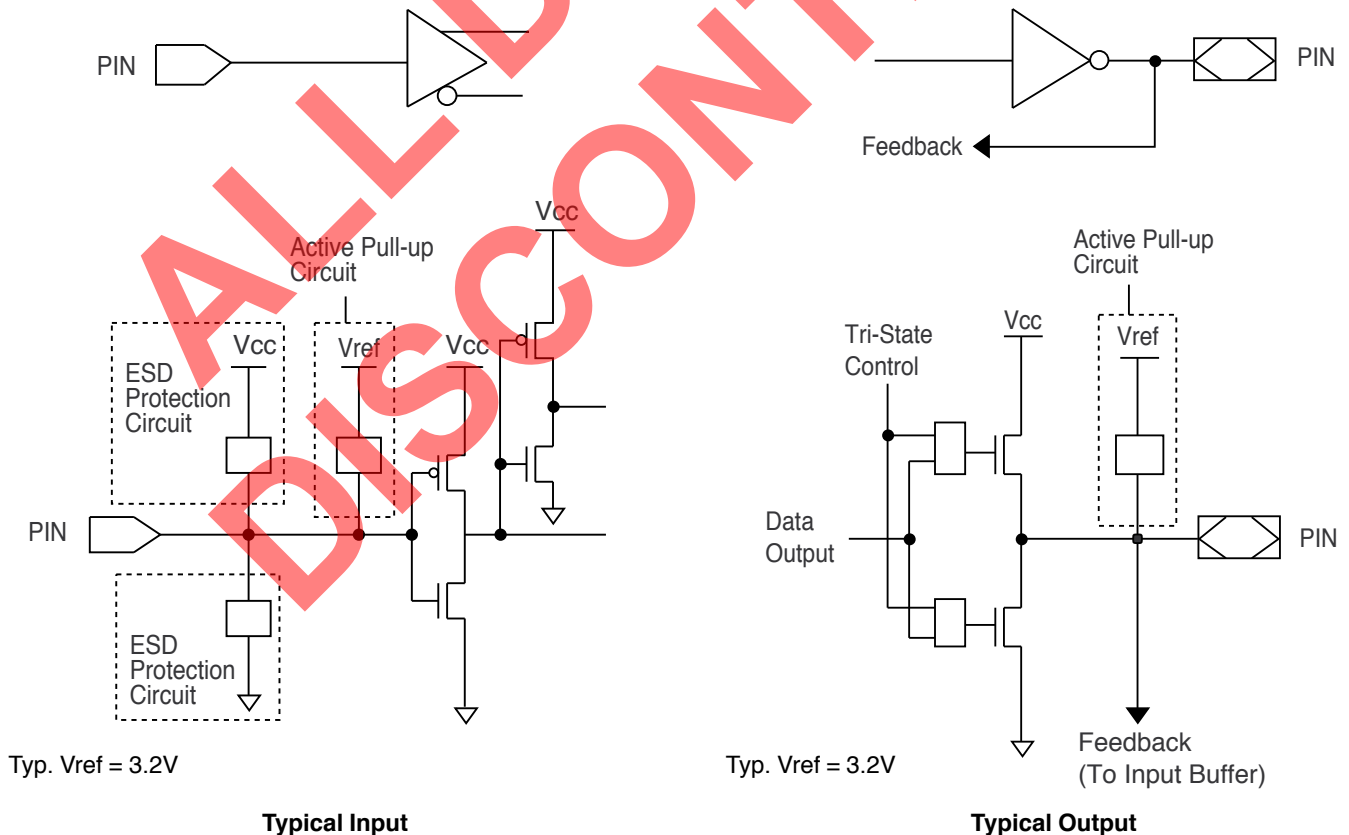 ALL D
DISCONT
PIN
PIN
Feedback
Vcc
Active Pull-up
Circuit
Vcc
Vref
Vcc
ESD
Protection
Circuit
PIN
ESD
Protection
Circuit
Typ. Vref = 3.2V
Typical Input
Active Pull-up
Circuit
Vcc
Vref
Tri-State
Control
Data
Output
PIN
Feedback
(To Input Buffer)
Typ. Vref = 3.2V
Typical Output